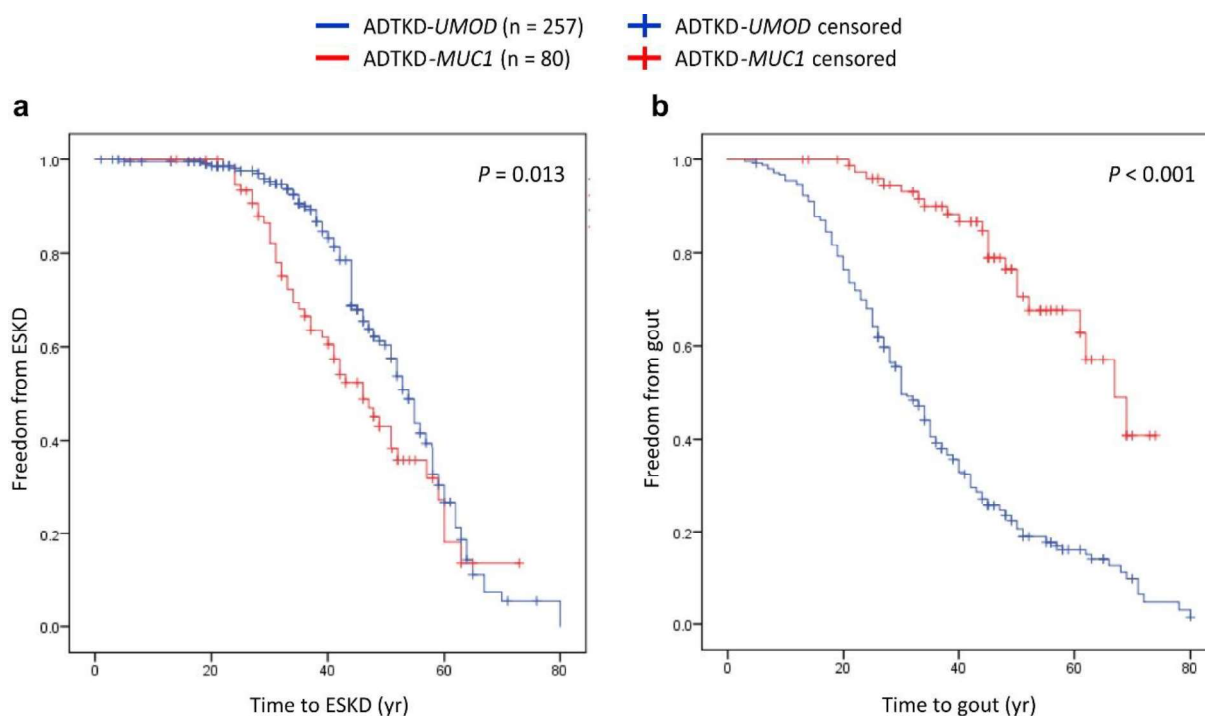 ADTKD-UMOD (n = 257)
ADTKD-UMOD censored
ADTKD-MUC1 (n = 80)
ADTKD-MUC1 censored
a
b
P = 0.013
P < 0.001
1.0
0.8
0.6
0.4
0.2
0.0
Freedom from ESKD
0 20 40 60 80
Time to ESKD (yr)
1.0
0.8
0.6
0.4
0.2
0.0
Freedom from gout
0 20 40 60 80
Time to gout (yr)